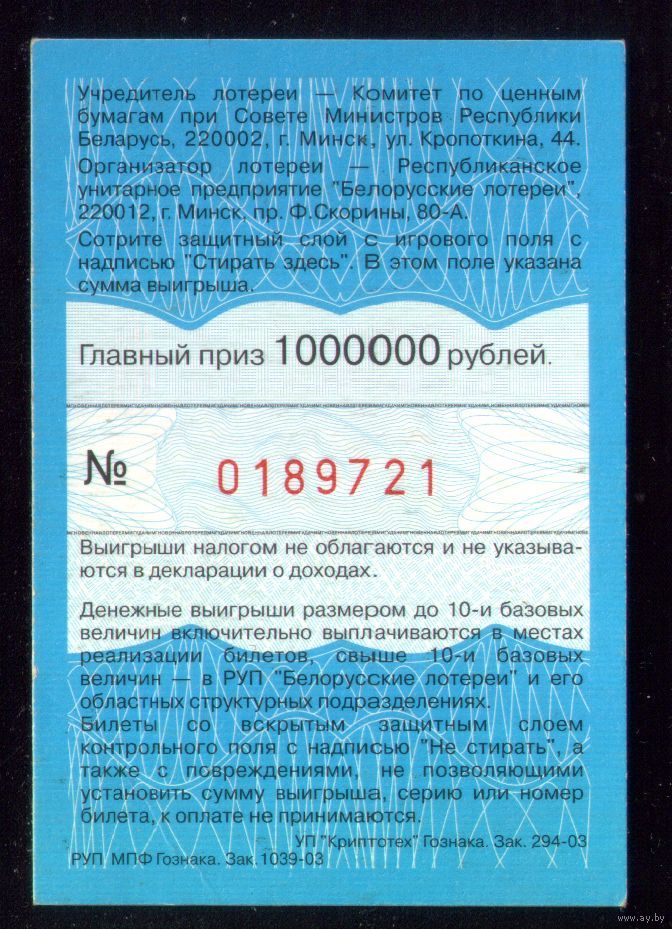 Учредитель лотереи — Комитет по ценным
бумагам при Совете Министров Республики
Беларусь, 220002, г. Минск, ул. Кропоткина, 44.
Организатор лотереи — Республиканское
унитарное предприятие "Белорусские лотереи",
220012, г. Минск, пр. Ф.Скорины, 80-А.
Сотрите защитный слой с игрового поля с
надписью "Стирать здесь". В этом поле указана
сумма выигрыша.
Главный приз 1000000 рублей.
№ 0189721
Выигрыши налогом не облагаются и не указыва-
ются в декларации о доходах.
Денежные выигрыши размером до 10-и базовых
величин включительно выплачиваются в местах
реализации билетов, свыше 10-и базовых
величин — в РУП "Белорусские лотереи" и его
областных структурных подразделениях.
Билеты со вскрытым защитным слоем
контрольного поля с надписью "Не стирать", а
также с повреждениями, не позволяющими
установить сумму выигрыша, серию или номер
билета, к оплате не принимаются.
УП "Криптотех" Гознака. Зак. 294-03
РУП МПФ Гознака. Зак. 1039-03
www.ay.by